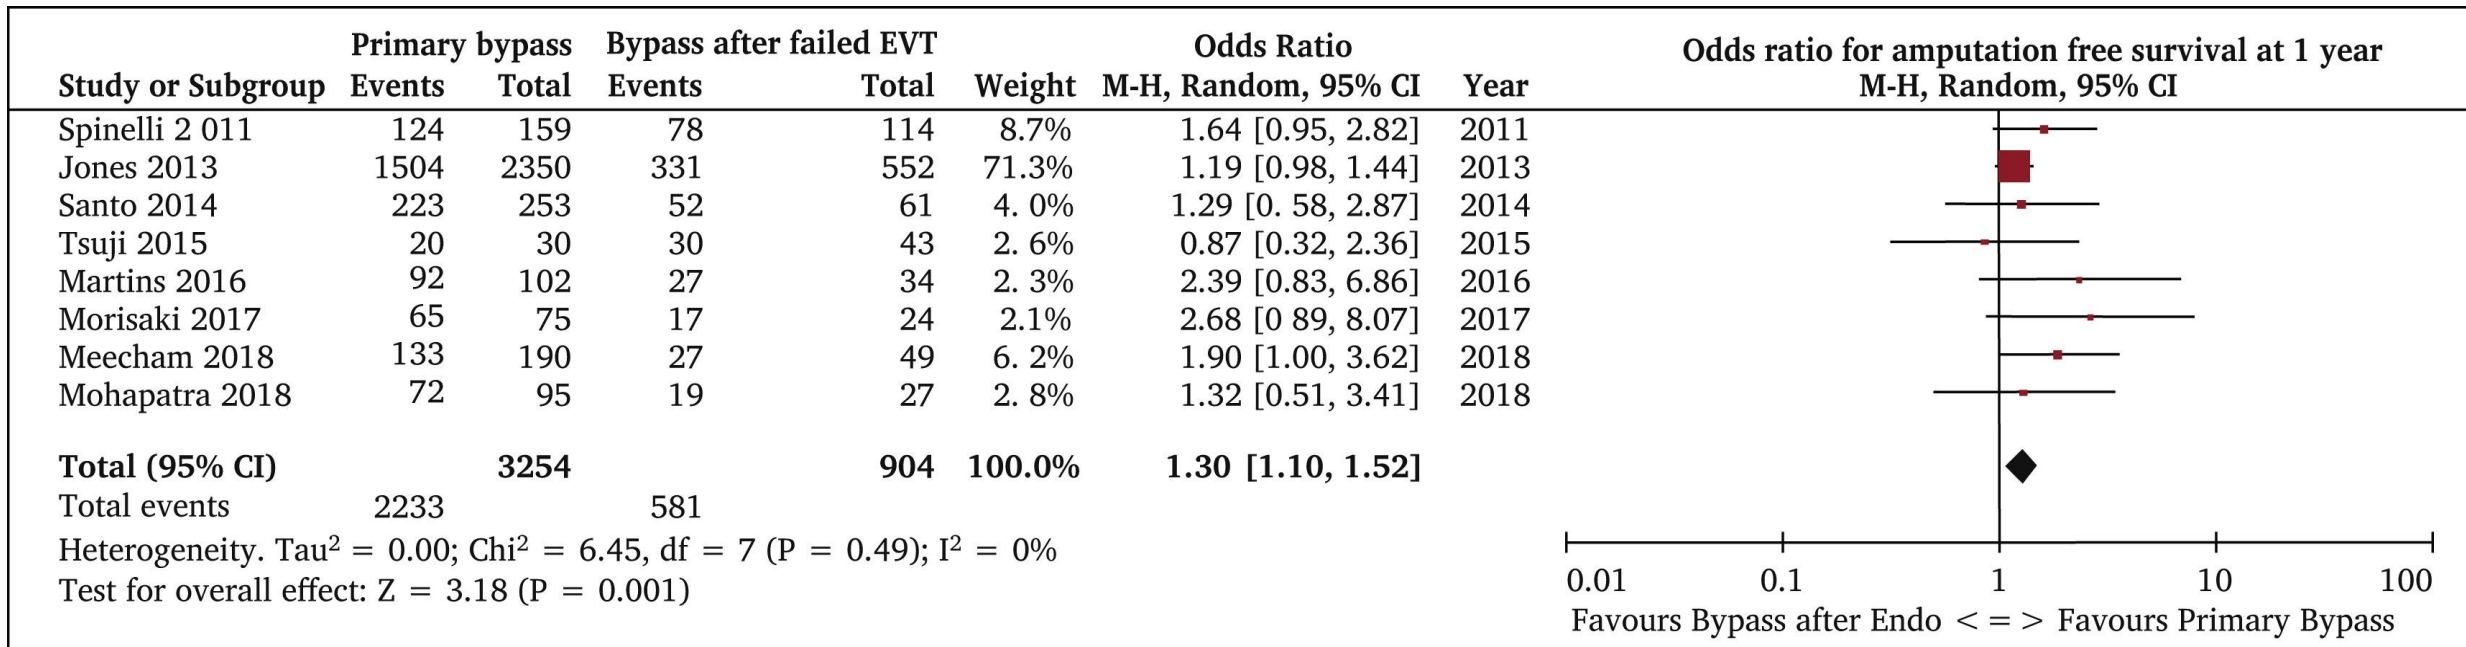 Primary bypass Bypass after failed EVT Odds Ratio Odds ratio for amputation free survival at 1 year
Study or Subgroup Events Total Events Total Weight M-H, Random, 95% CI Year M-H, Random, 95% CI
Spinelli 2 011 124 159 78 114 8.7% 1.64 [0.95, 2.82] 2011
Jones 2013 1504 2350 331 552 71.3% 1.19 [0.98, 1.44] 2013
Santo 2014 223 253 52 61 4. 0% 1.29 [0. 58, 2.87] 2014
Tsuji 2015 20 30 30 43 2. 6% 0.87 [0.32, 2.36] 2015
Martins 2016 92 102 27 34 2. 3% 2.39 [0.83, 6.86] 2016
Morisaki 2017 65 75 17 24 2.1% 2.68 [0 89, 8.07] 2017
Meecham 2018 133 190 27 49 6. 2% 1.90 [1.00, 3.62] 2018
Mohapatra 2018 72 95 19 27 2. 8% 1.32 [0.51, 3.41] 2018
Total (95% CI) 3254 904 100.0% 1.30 [1.10, 1.52]
Total events 2233 581
Heterogeneity. Tau² = 0.00; Chi² = 6.45, df = 7 (P = 0.49); I² = 0%
Test for overall effect: Z = 3.18 (P = 0.001)
0.01 0.1 1 10 100
Favours Bypass after Endo < = > Favours Primary Bypass